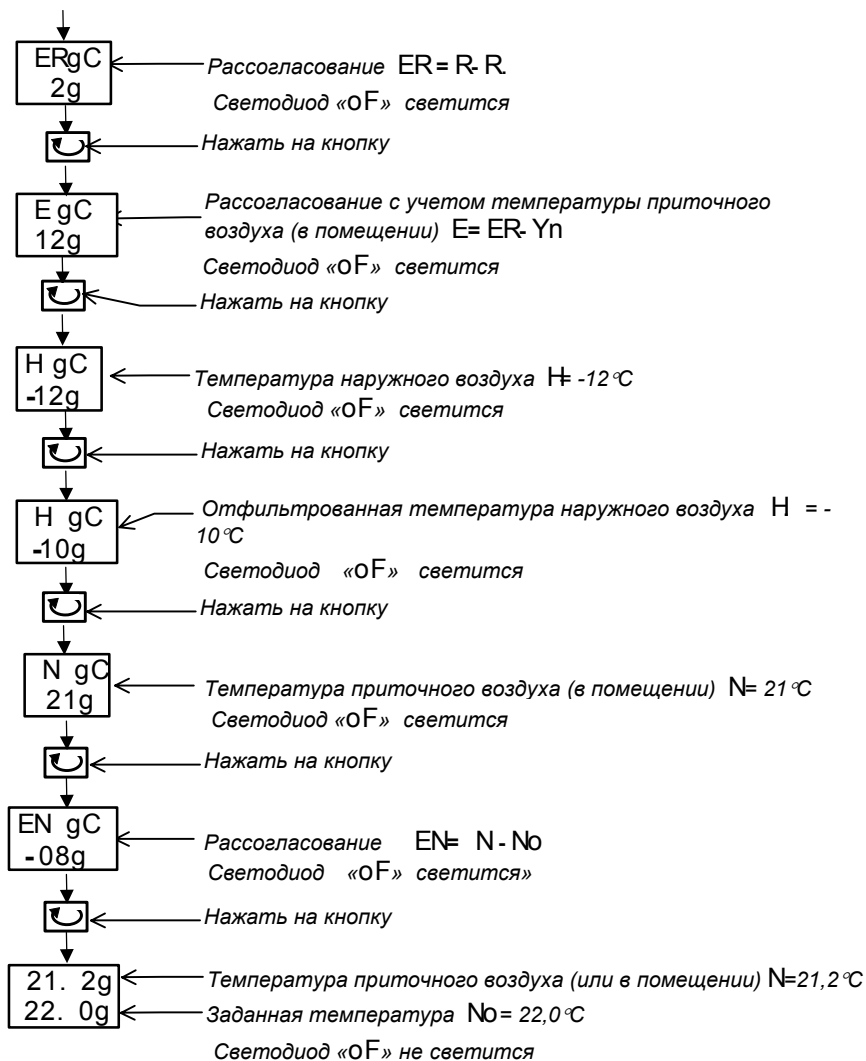 ERgC
2g
Рассогласование ER = R- R.
Светодиод «oF» светится
Нажать на кнопку
E gC
12g
Рассогласование с учетом температуры приточного
воздуха (в помещении) E= ER- Yn
Светодиод «oF» светится
Нажать на кнопку
H gC
-12g
Температура наружного воздуха H= -12°C
Светодиод «oF» светится
Нажать на кнопку
H gC
-10g
Отфильтрованная температура наружного воздуха H = -
10°C
Светодиод «oF» светится
Нажать на кнопку
N gC
21g
Температура приточного воздуха (в помещении) N= 21°C
Светодиод «oF» светится
Нажать на кнопку
EN gC
-08g
Рассогласование EN= N - No
Светодиод «oF» светится»
Нажать на кнопку
21. 2g
22. 0g
Температура приточного воздуха (или в помещении) N=21,2°C
Заданная температура No = 22,0°C
Светодиод «oF» не светится